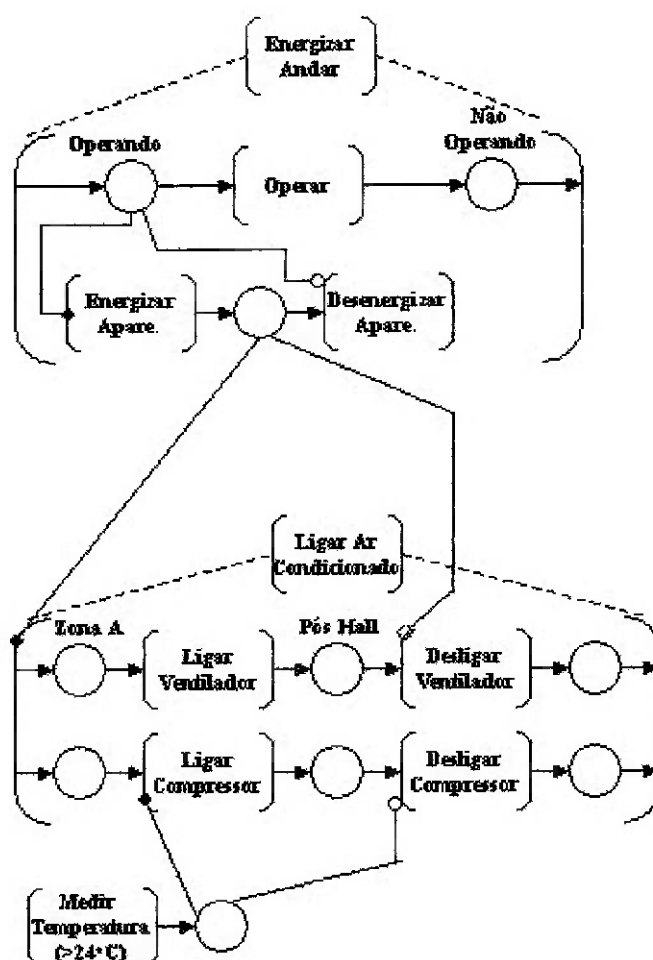 Energizar
Andar
Operando
Não
Operando
Operar
Energizar
Apare.
Desenergizar
Apare.
Ligar Ar
Condicionado
Zona A
Pós Hall
Ligar
Ventilador
Desligar
Ventilador
Ligar
Compressor
Desligar
Compressor
Medir
Temperatura
(>24°C)